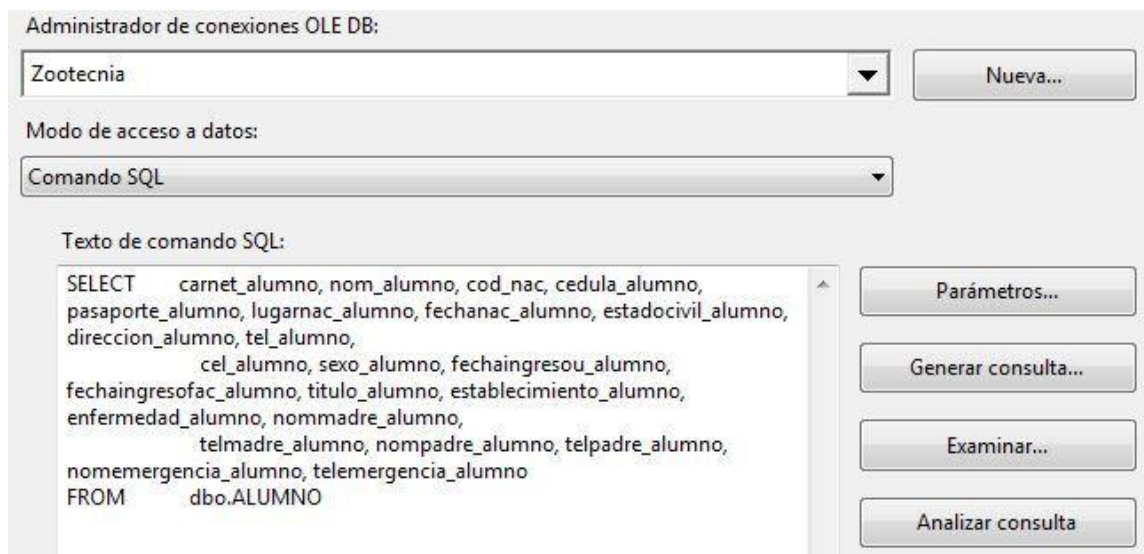 Administrador de conexiones OLE DB:
Zootecnia
Nueva...
Modo de acceso a datos:
Comando SQL
Texto de comando SQL:
SELECT carnet_alumno, nom_alumno, cod_nac, cedula_alumno,
pasaporte_alumno, lugarnac_alumno, fechanac_alumno, estadocivil_alumno,
direccion_alumno, tel_alumno,
cel_alumno, sexo_alumno, fechaingresou_alumno,
fechaingresofac_alumno, titulo_alumno, establecimiento_alumno,
enfermedad_alumno, nommadre_alumno,
telmadre_alumno, nompadre_alumno, telpadre_alumno,
nomemergencia_alumno, telemergencia_alumno
FROM dbo.ALUMNO
Parámetros...
Generar consulta...
Examinar...
Analizar consulta